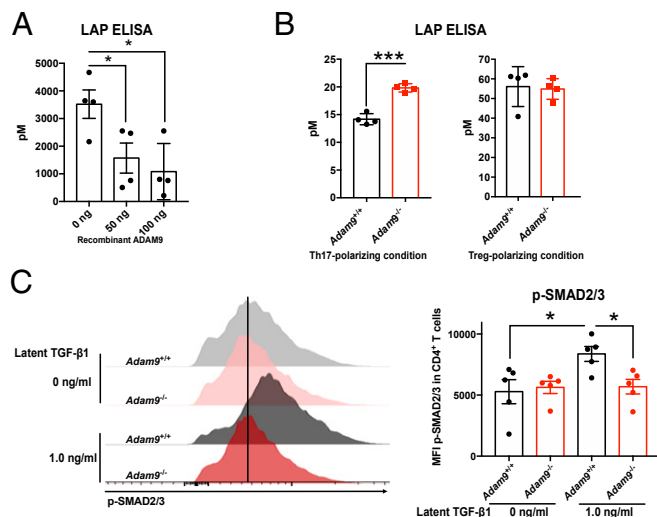 A
LAP ELISA
*
*
pM
5000
4000
3000
2000
1000
0
0 ng
50 ng
100 ng
Recombinant ADAM9
B
LAP ELISA
***
pM
25
20
15
10
5
0
Adam9+/+
Adam9-/-
Th17-polarizing condition
pM
70
60
50
40
30
20
10
0
Adam9+/+
Adam9-/-
Treg-polarizing condition
C
Latent TGF-β1
0 ng/ml
Adam9+/+
Adam9-/-
1.0 ng/ml
Adam9+/+
Adam9-/-
p-SMAD2/3
p-SMAD2/3
*
*
MFI p-SMAD2/3 in CD4+ T cells
10000
5000
0
Adam9+/+
Adam9-/-
Adam9+/+
Adam9-/-
Latent TGF-β1
0 ng/ml
1.0 ng/ml